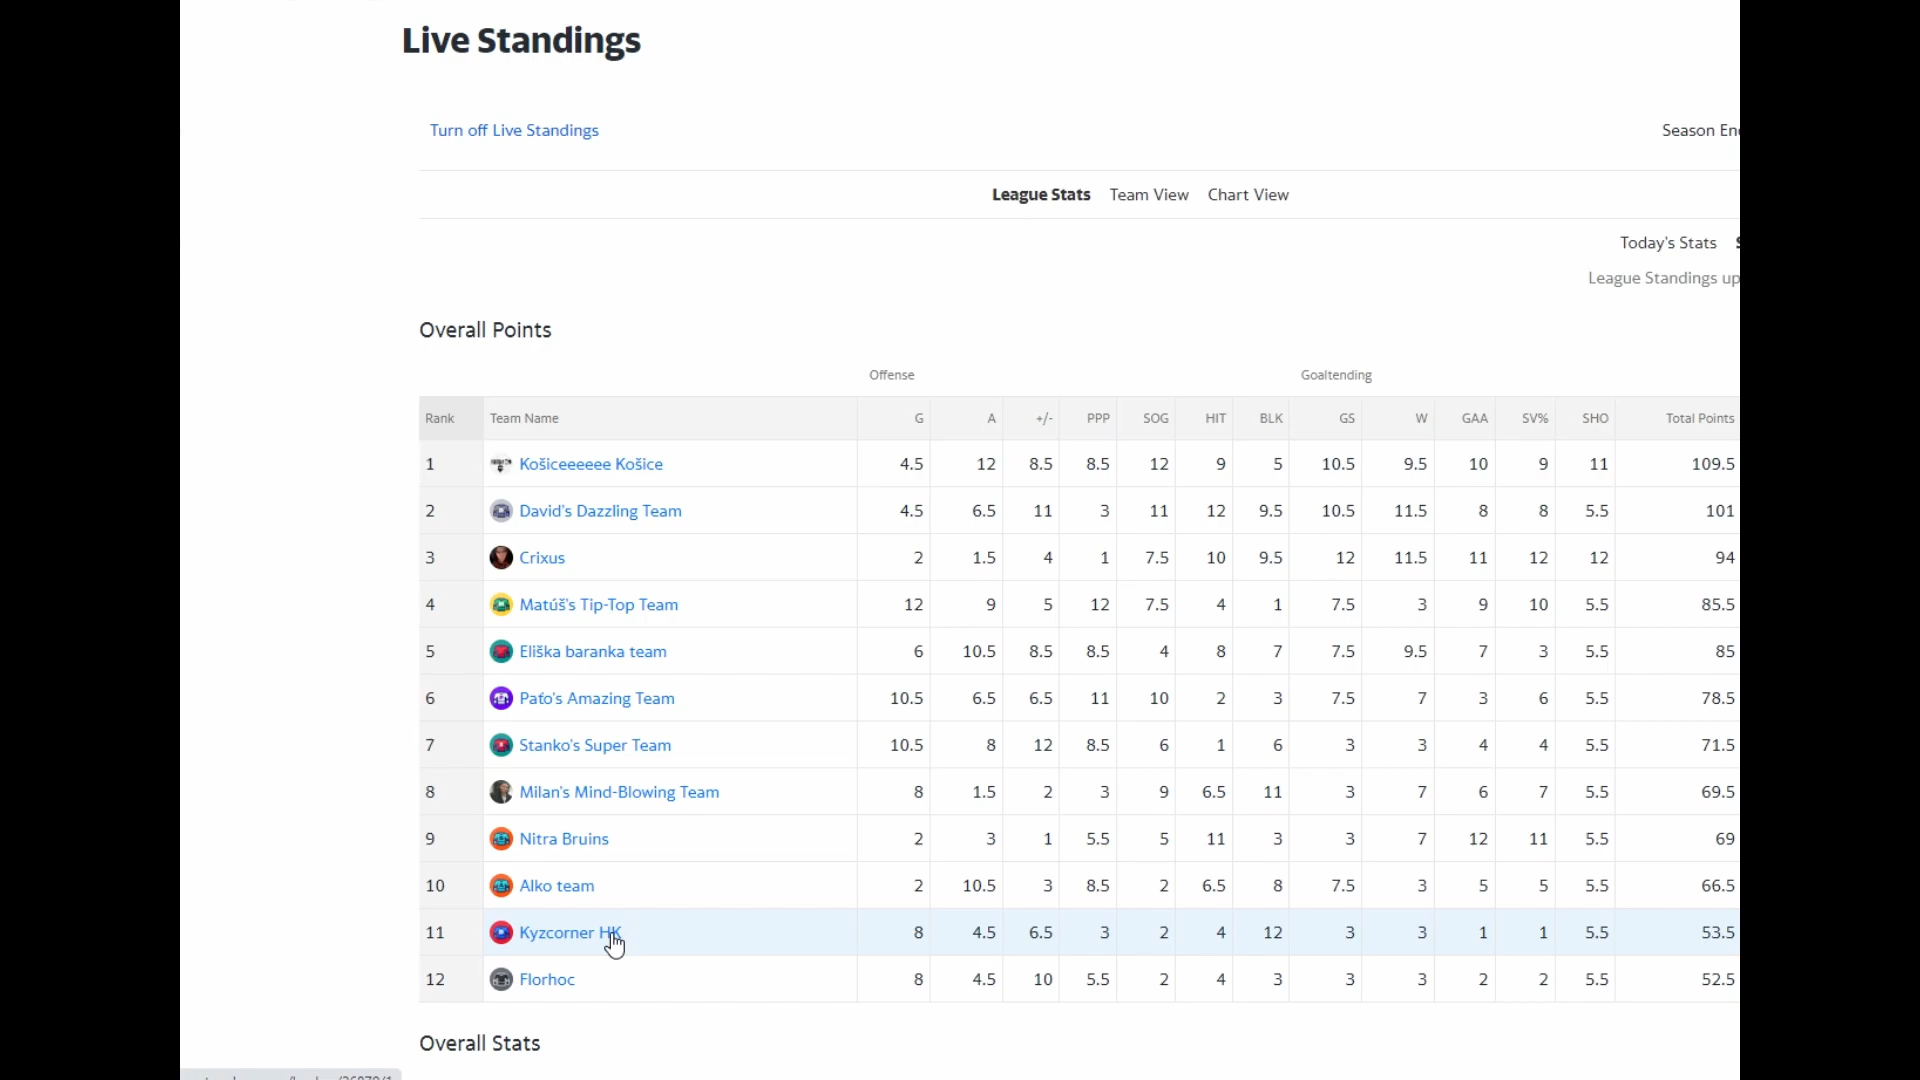 Live Standings
Turn off Live Standings
Season En
League Stats Team View Chart View
Today's Stats
League Standings up
Overall Points
Offense Goaltending
Rank Team Name G A +/- PPP SOG HIT BLK GS W GAA SV% SHO Total Points
1 Košiceeeeee Košice 4.5 12 8.5 8.5 12 9 5 10.5 9.5 10 9 11 109.5
2 David's Dazzling Team 4.5 6.5 11 3 11 12 9.5 10.5 11.5 8 8 5.5 101
3 Crixus 2 1.5 4 1 7.5 10 9.5 12 11.5 11 12 12 94
4 Matúš's Tip-Top Team 12 9 5 12 7.5 4 1 7.5 3 9 10 5.5 85.5
5 Eliška baranka team 6 10.5 8.5 8.5 4 8 7 7.5 9.5 7 3 5.5 85
6 Paťo's Amazing Team 10.5 6.5 6.5 11 10 2 3 7.5 7 3 6 5.5 78.5
7 Stanko's Super Team 10.5 8 12 8.5 6 1 6 3 3 4 4 5.5 71.5
8 Milan's Mind-Blowing Team 8 1.5 2 3 9 6.5 11 3 7 6 7 5.5 69.5
9 Nitra Bruins 2 3 1 5.5 5 11 3 3 7 12 11 5.5 69
10 Alko team 2 10.5 3 8.5 2 6.5 8 7.5 3 5 5 5.5 66.5
11 Kyzcorner HK 8 4.5 6.5 3 2 4 12 3 3 1 1 5.5 53.5
12 Florhoc 8 4.5 10 5.5 2 4 3 3 3 2 2 5.5 52.5
Overall Stats